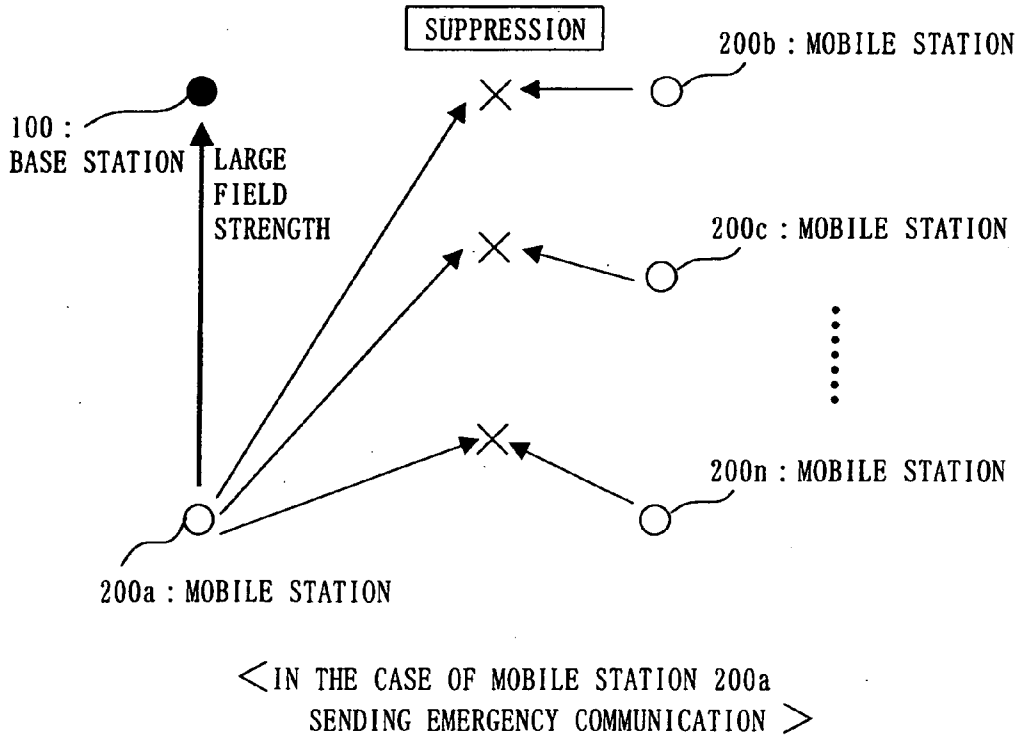 SUPPRESSION
200b : MOBILE STATION
100 :
BASE STATION
LARGE
FIELD
STRENGTH
200c : MOBILE STATION
200n : MOBILE STATION
200a : MOBILE STATION
<IN THE CASE OF MOBILE STATION 200a
SENDING EMERGENCY COMMUNICATION >